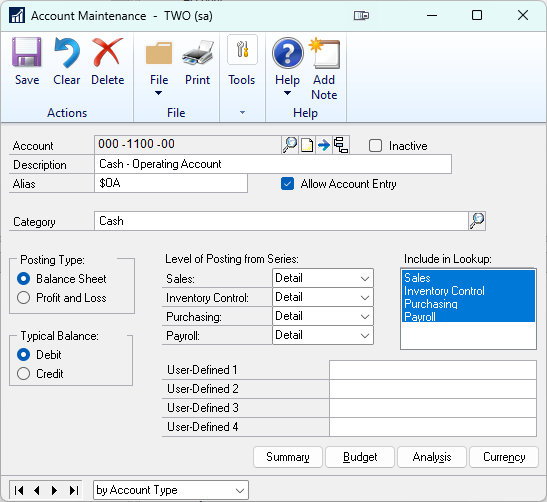 Account Maintenance - TWO (sa)
Save Clear Delete File Print Tools Help Add Note
Actions File Help
Account 000 -1100 -00 Inactive
Description Cash - Operating Account
Alias $OA Allow Account Entry
Category Cash
Posting Type:
Balance Sheet
Profit and Loss
Typical Balance:
Debit
Credit
Level of Posting from Series:
Sales: Detail
Inventory Control: Detail
Purchasing: Detail
Payroll: Detail
Include in Lookup:
Sales
Inventory Control
Purchasing
Payroll
User-Defined 1
User-Defined 2
User-Defined 3
User-Defined 4
Summary Budget Analysis Currency
by Account Type